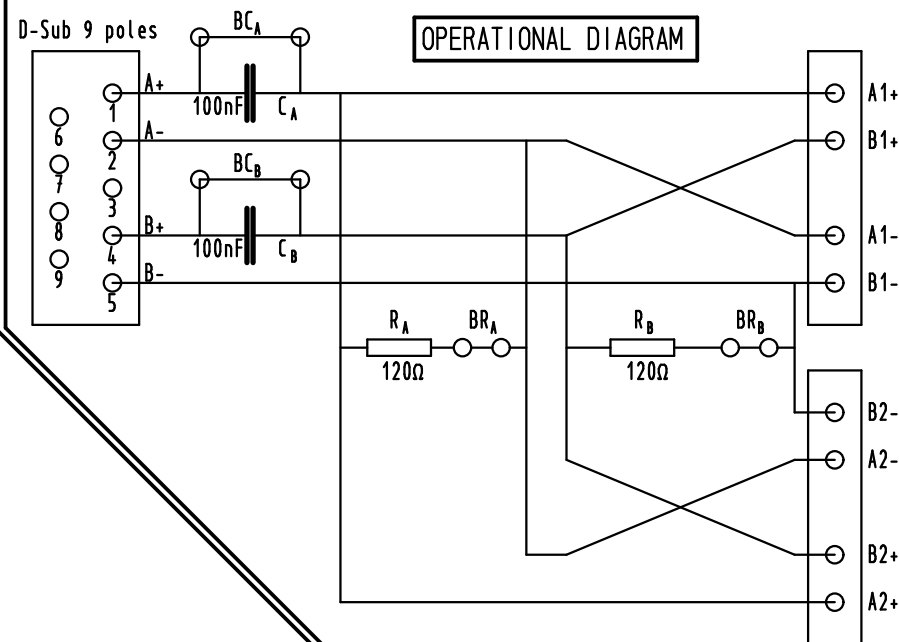 D-Sub 9 poles
BCA
OPERATIONAL DIAGRAM
A+
100nF
CA
A1+
1
6
A-
B1+
2
7
BCB
3
8
B+
100nF
CB
A1-
4
9
B-
B1-
5
RA
BRA
RB
BRB
120Ω
120Ω
B2-
A2-
B2+
A2+